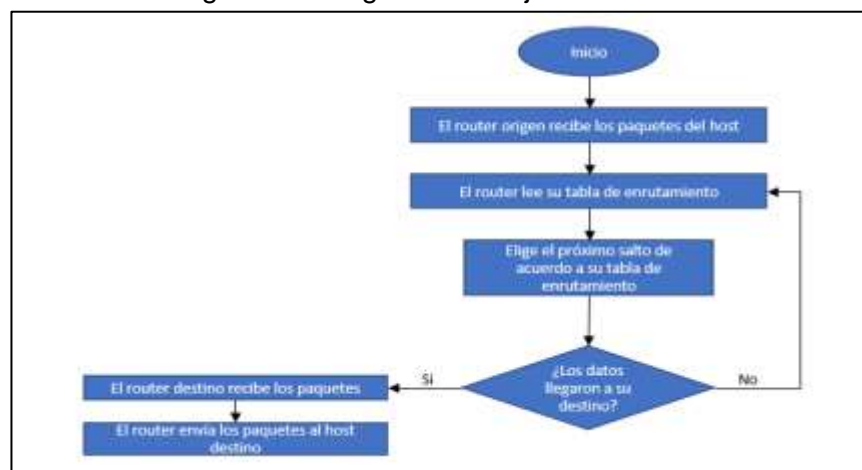 Inicio
El router origen recibe los paquetes del host
El router lee su tabla de enrutamiento
Elige el próximo salto de
acuerdo a su tabla de
enrutamiento
¿Los datos
llegaron a su
destino?
Si
No
El router destino recibe los paquetes
El router envía los paquetes al host
destino